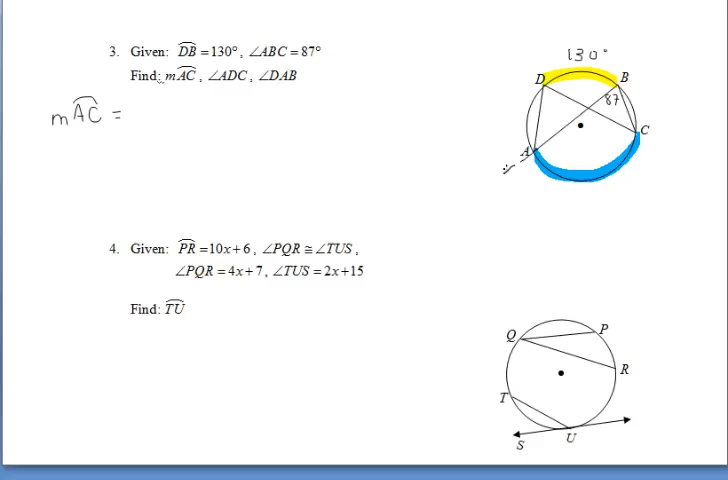 3. Given: DB = 130°, ∠ABC = 87°
Find: mAC, ∠ADC, ∠DAB
mAC =
130°
D
B
87
C
A
4. Given: PR = 10x + 6, ∠PQR ≅ ∠TUS,
∠PQR = 4x + 7, ∠TUS = 2x + 15
Find: TU
Q
P
R
T
S
U